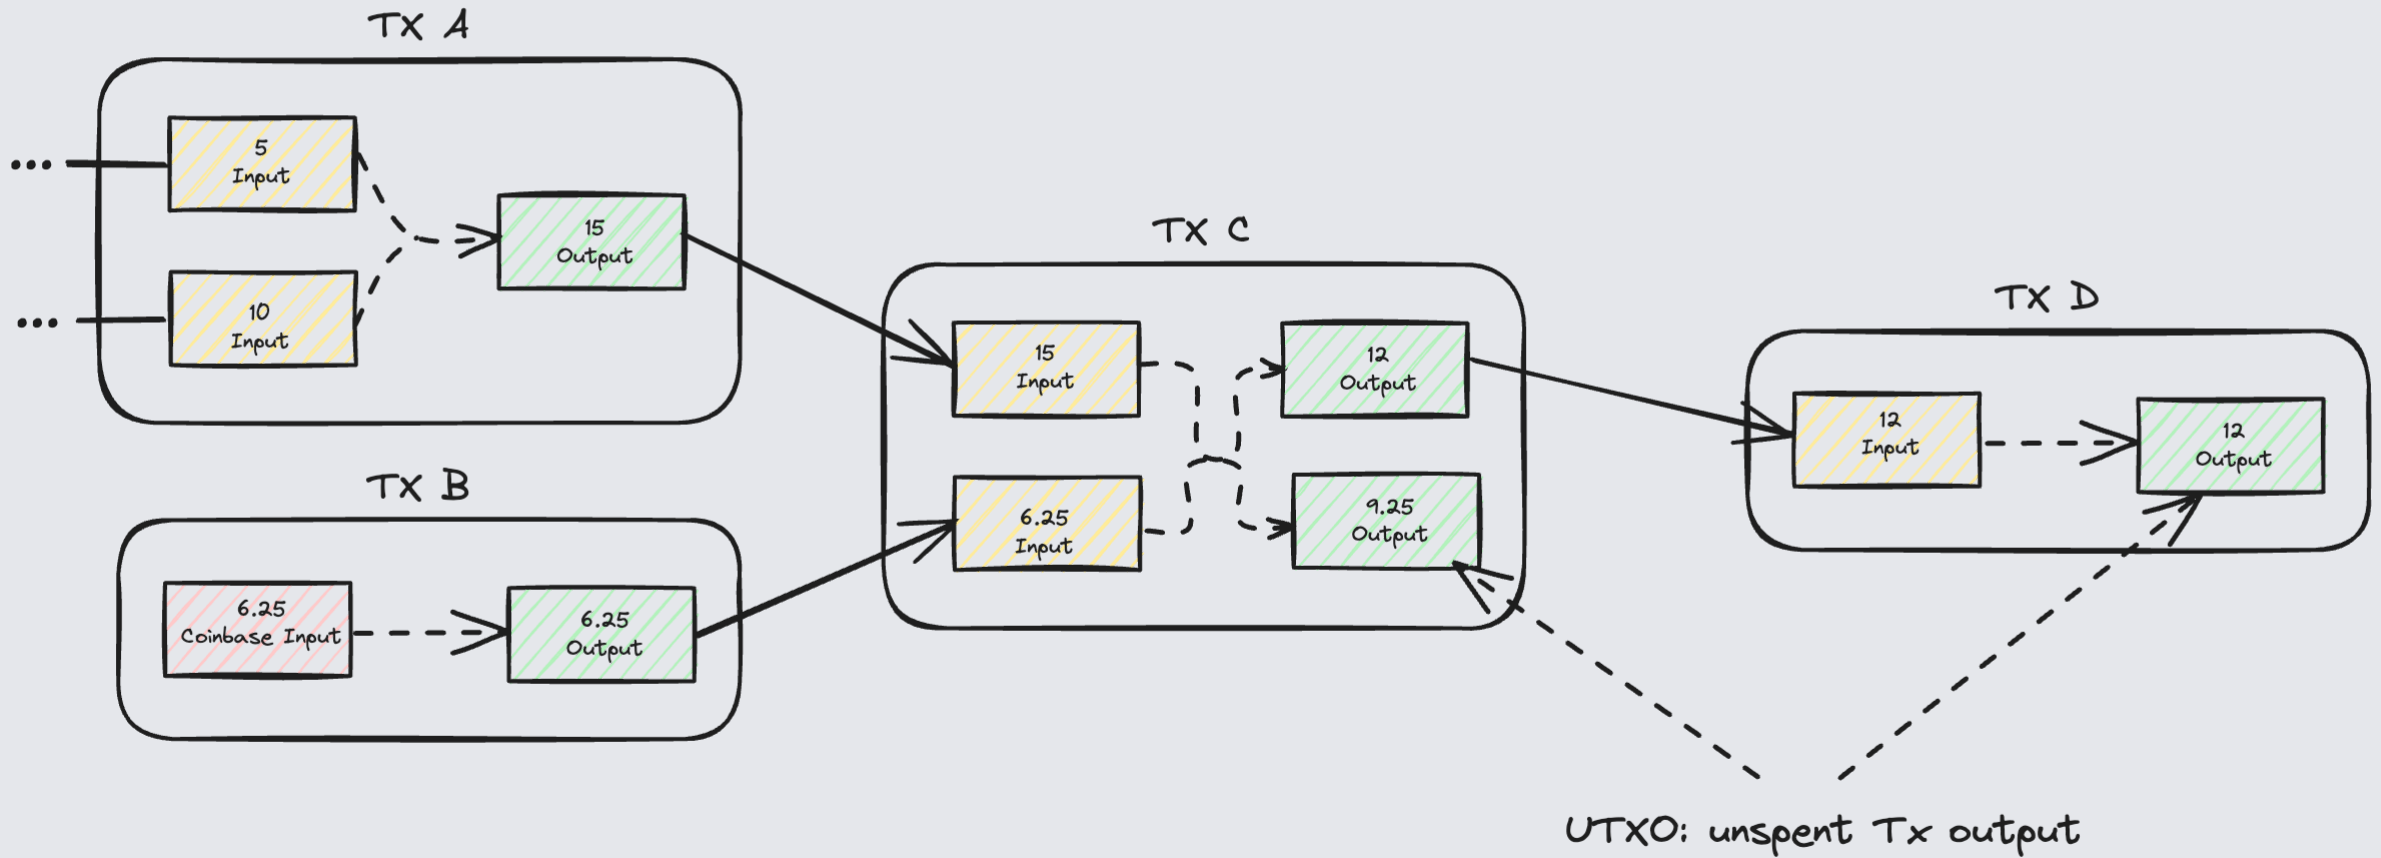 TX A
...
5
Input
15
Output
...
10
Input
TX B
6.25
Coinbase Input
6.25
Output
TX C
15
Input
12
Output
6.25
Input
9.25
Output
TX D
12
Input
12
Output
UTXO: unspent Tx output